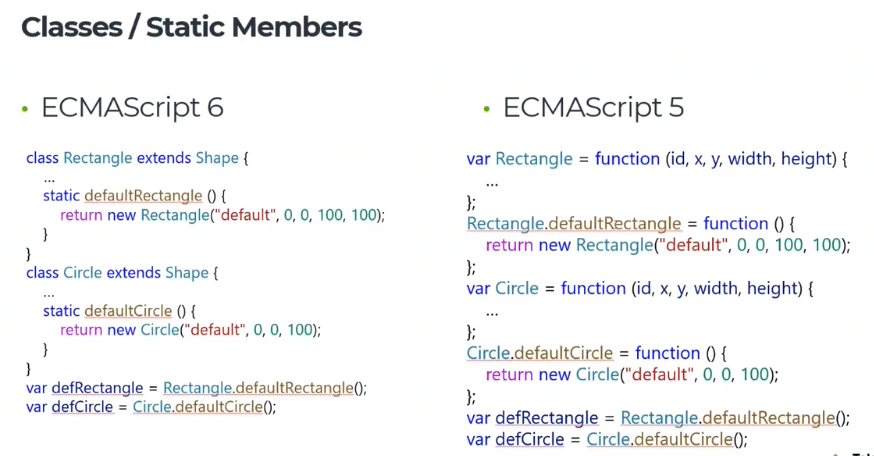 Classes / Static Members
• ECMAScript 6
class Rectangle extends Shape {
...
static defaultRectangle () {
return new Rectangle("default", 0, 0, 100, 100);
}
}
class Circle extends Shape {
...
static defaultCircle () {
return new Circle("default", 0, 0, 100);
}
}
var defRectangle = Rectangle.defaultRectangle();
var defCircle = Circle.defaultCircle();
• ECMAScript 5
var Rectangle = function (id, x, y, width, height) {
...
};
Rectangle.defaultRectangle = function () {
return new Rectangle("default", 0, 0, 100, 100);
};
var Circle = function (id, x, y, width, height) {
...
};
Circle.defaultCircle = function () {
return new Circle("default", 0, 0, 100);
};
var defRectangle = Rectangle.defaultRectangle();
var defCircle = Circle.defaultCircle();